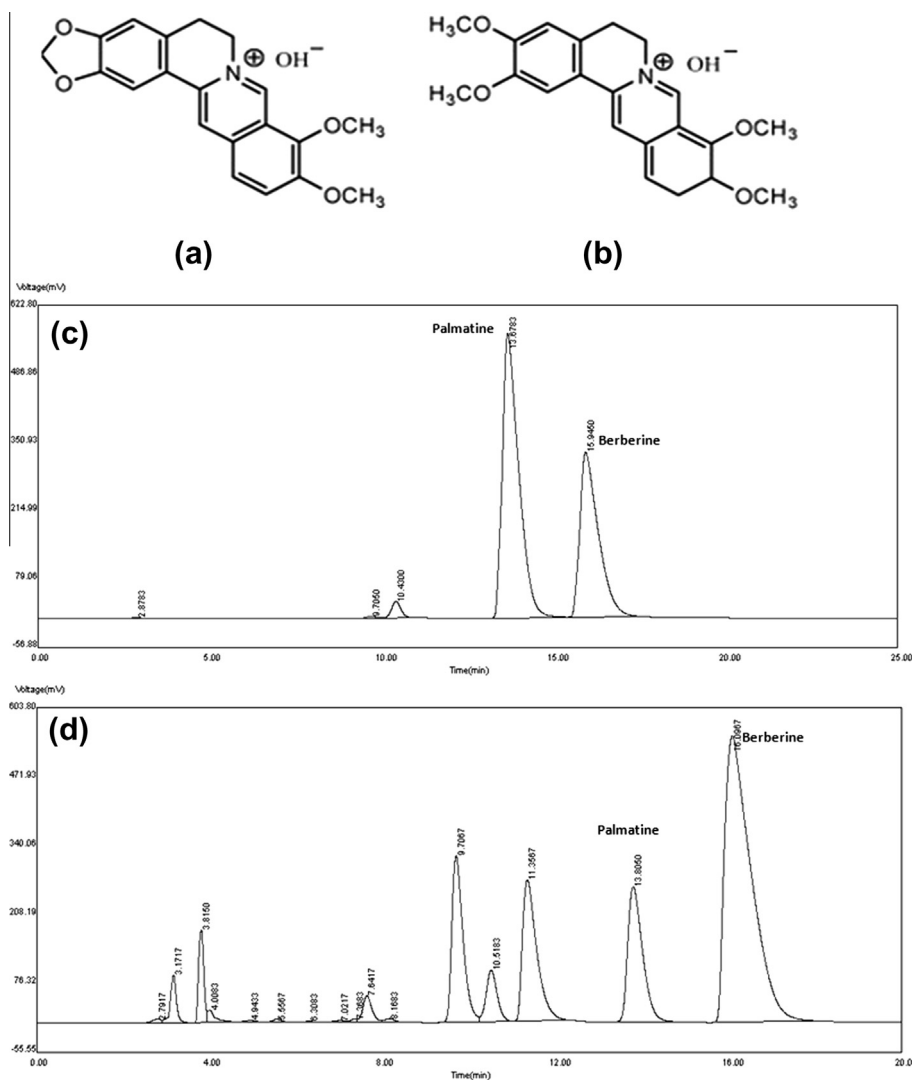 O
O
N
⊕
OH⁻
OCH₃
OCH₃
(a)
H₃CO
H₃CO
N
⊕
OH⁻
OCH₃
OCH₃
(b)
Voltage(mV)
622.80
486.86
350.93
214.99
79.06
-56.88
(c)
Palmatine
Berberine
2.8783
9.7050
10.4300
13.6783
15.9450
0.00 5.00 10.00 15.00 20.00 25.00
Time(min)
Voltage(mV)
603.80
471.93
340.06
208.19
76.32
-55.55
(d)
Palmatine
Berberine
2.7917
3.1717
3.8150
4.0083
4.9433
5.5567
6.3083
7.0217
7.3683
7.6417
8.1683
9.7067
10.5183
11.3567
13.8050
16.0967
0.00 4.00 8.00 12.00 16.00 20.00
Time(min)